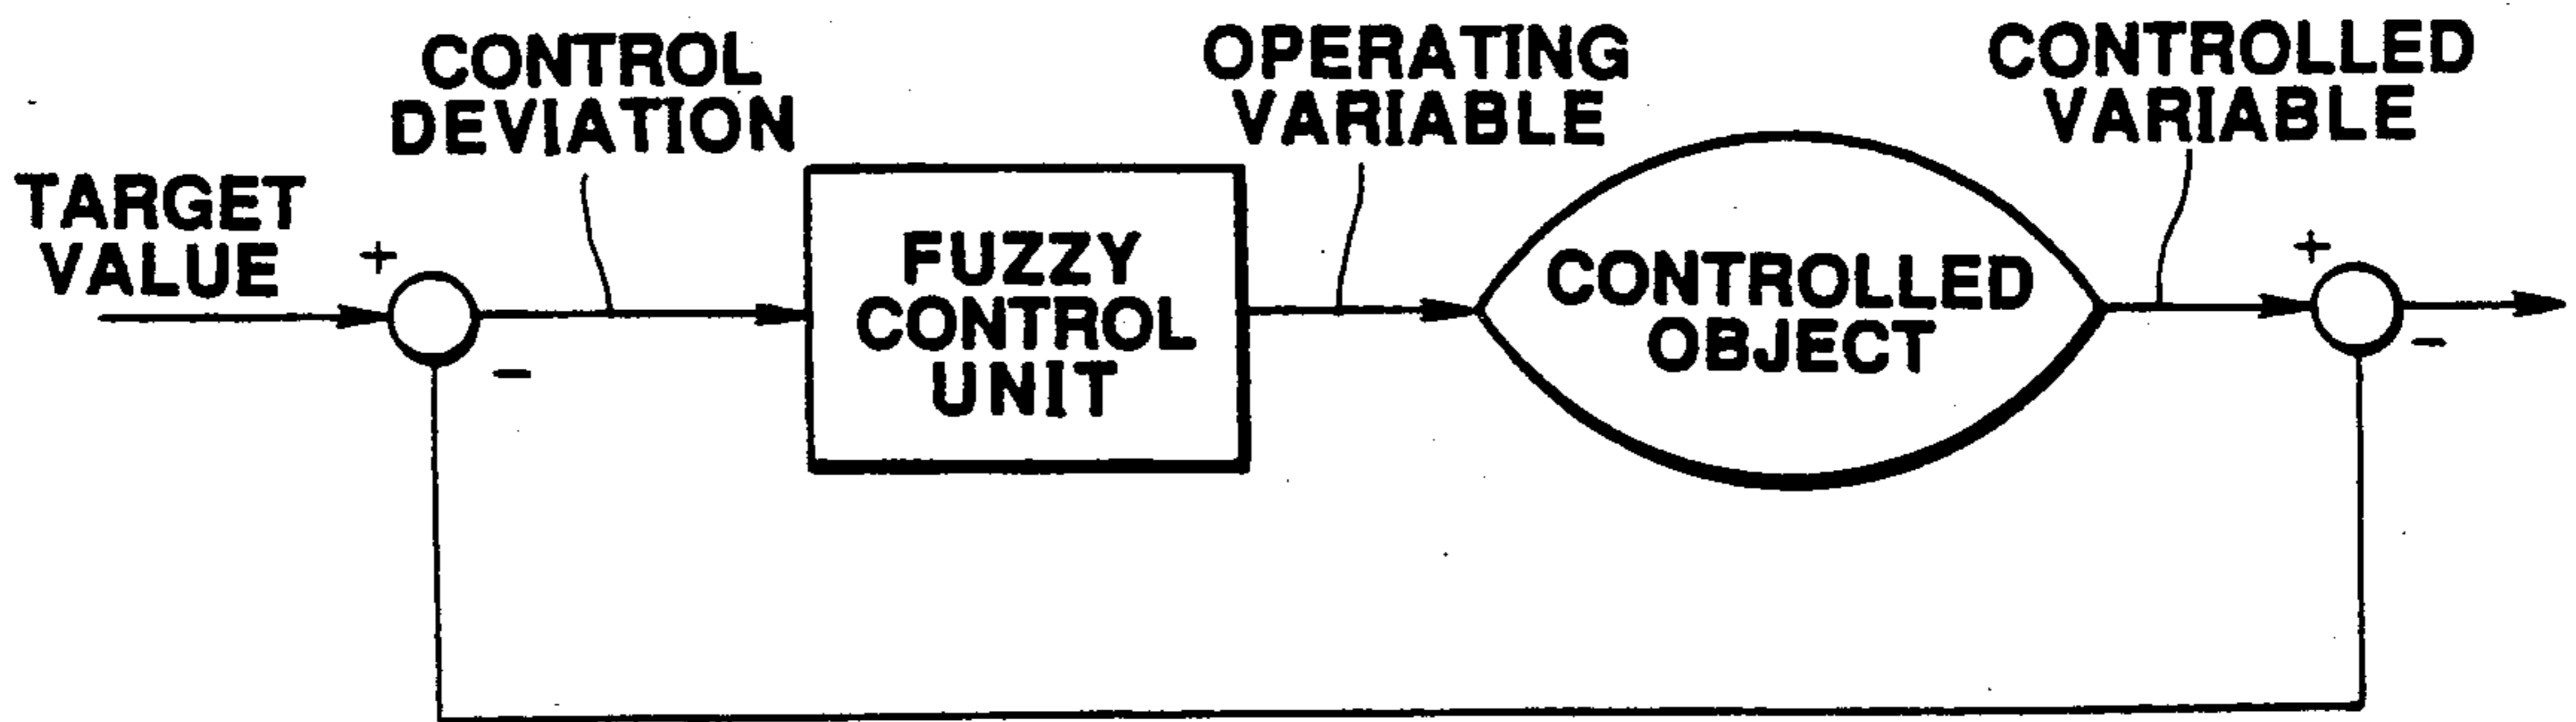 TARGET
VALUE
+
−
CONTROL
DEVIATION
FUZZY
CONTROL
UNIT
OPERATING
VARIABLE
CONTROLLED
OBJECT
CONTROLLED
VARIABLE
+
−